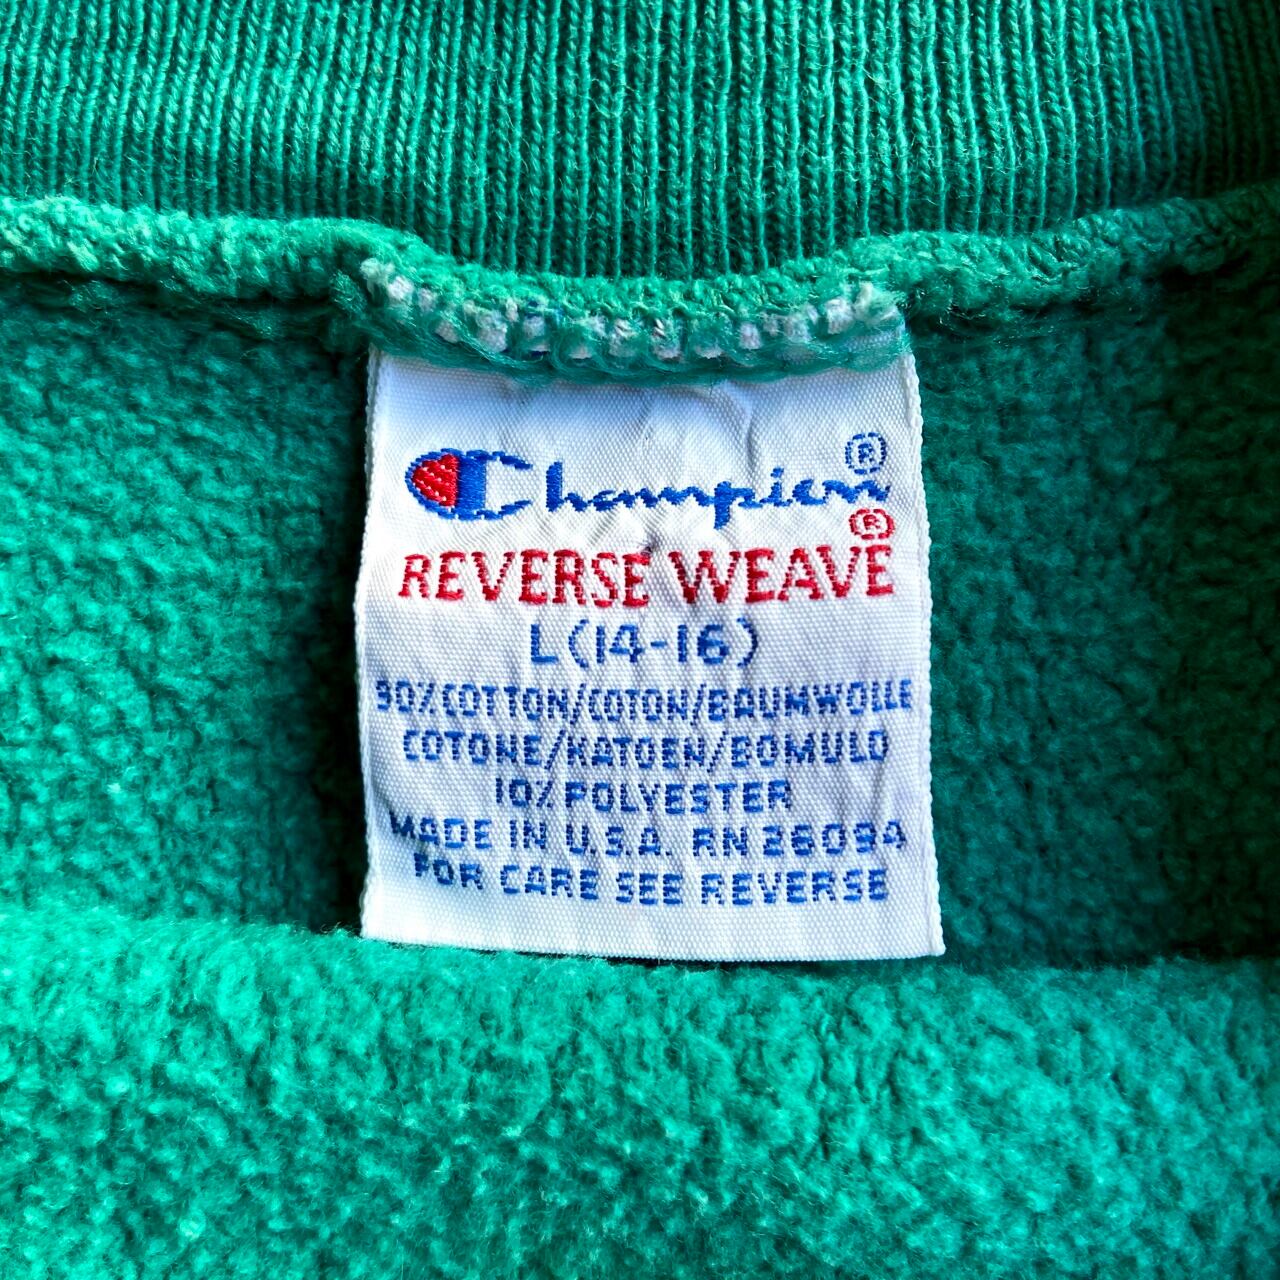 Champion®
REVERSE WEAVE®
L(14-16)
90% COTTON/COTON/BAUMWOLLE
COTONE/KATOEN/BOMULD
10% POLYESTER
MADE IN U.S.A. RN 26094
FOR CARE SEE REVERSE